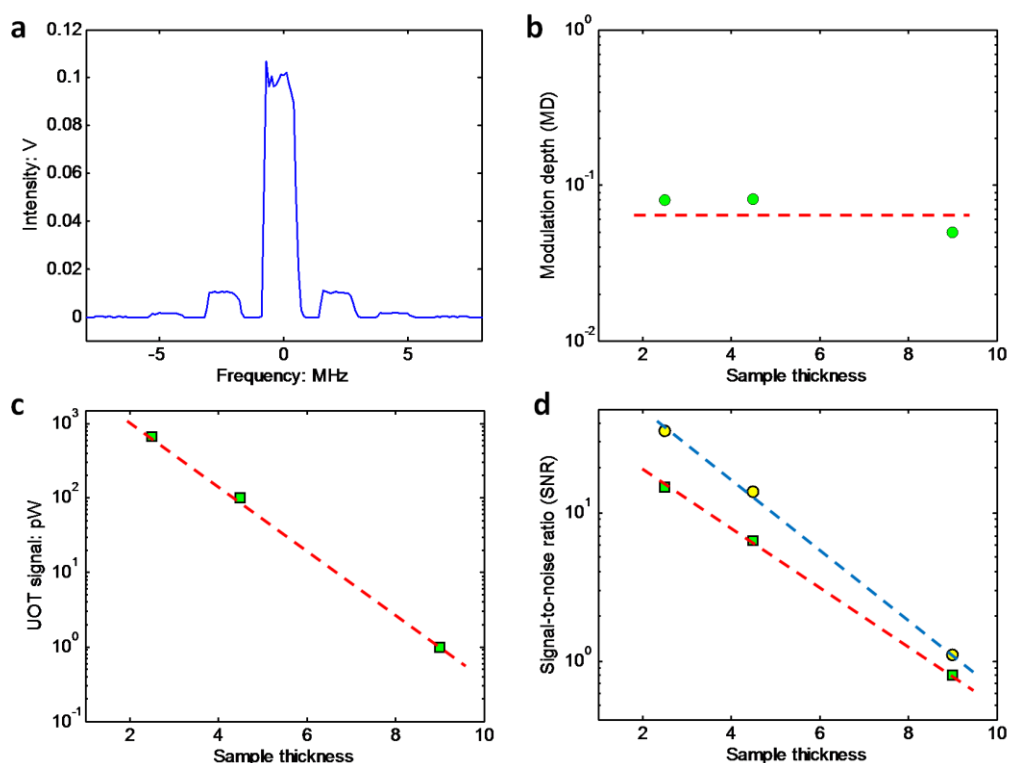 a
0.12
0.1
0.08
0.06
0.04
0.02
0
-5
0
5
Intensity: V
Frequency: MHz
b
10^0
10^-1
10^-2
2
4
6
8
10
Modulation depth (MD)
Sample thickness
c
10^3
10^2
10^1
10^0
10^-1
2
4
6
8
10
UOT signal: pW
Sample thickness
d
10^1
10^0
2
4
6
8
10
Signal-to-noise ratio (SNR)
Sample thickness